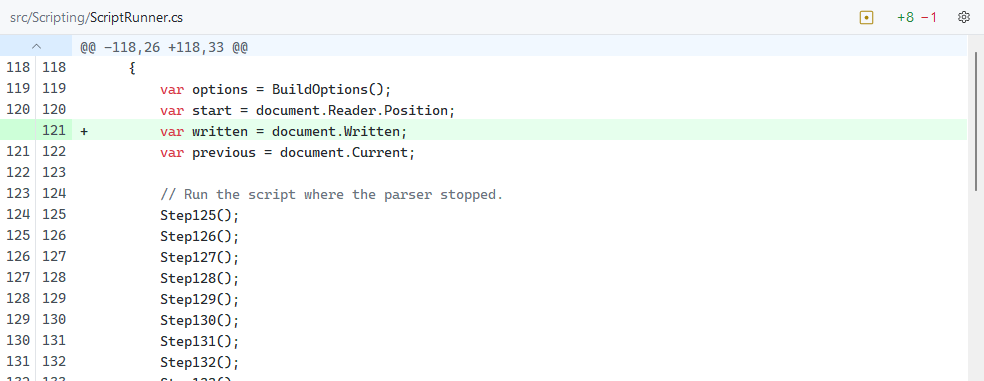 src/Scripting/ScriptRunner.cs +8 −1
@@ −118,26 +118,33 @@
118 118 {
119 119 var options = BuildOptions();
120 120 var start = document.Reader.Position;
121 + var written = document.Written;
121 122 var previous = document.Current;
122 123
123 124 // Run the script where the parser stopped.
124 125 Step125();
125 126 Step126();
126 127 Step127();
127 128 Step128();
128 129 Step129();
129 130 Step130();
130 131 Step131();
131 132 Step132();